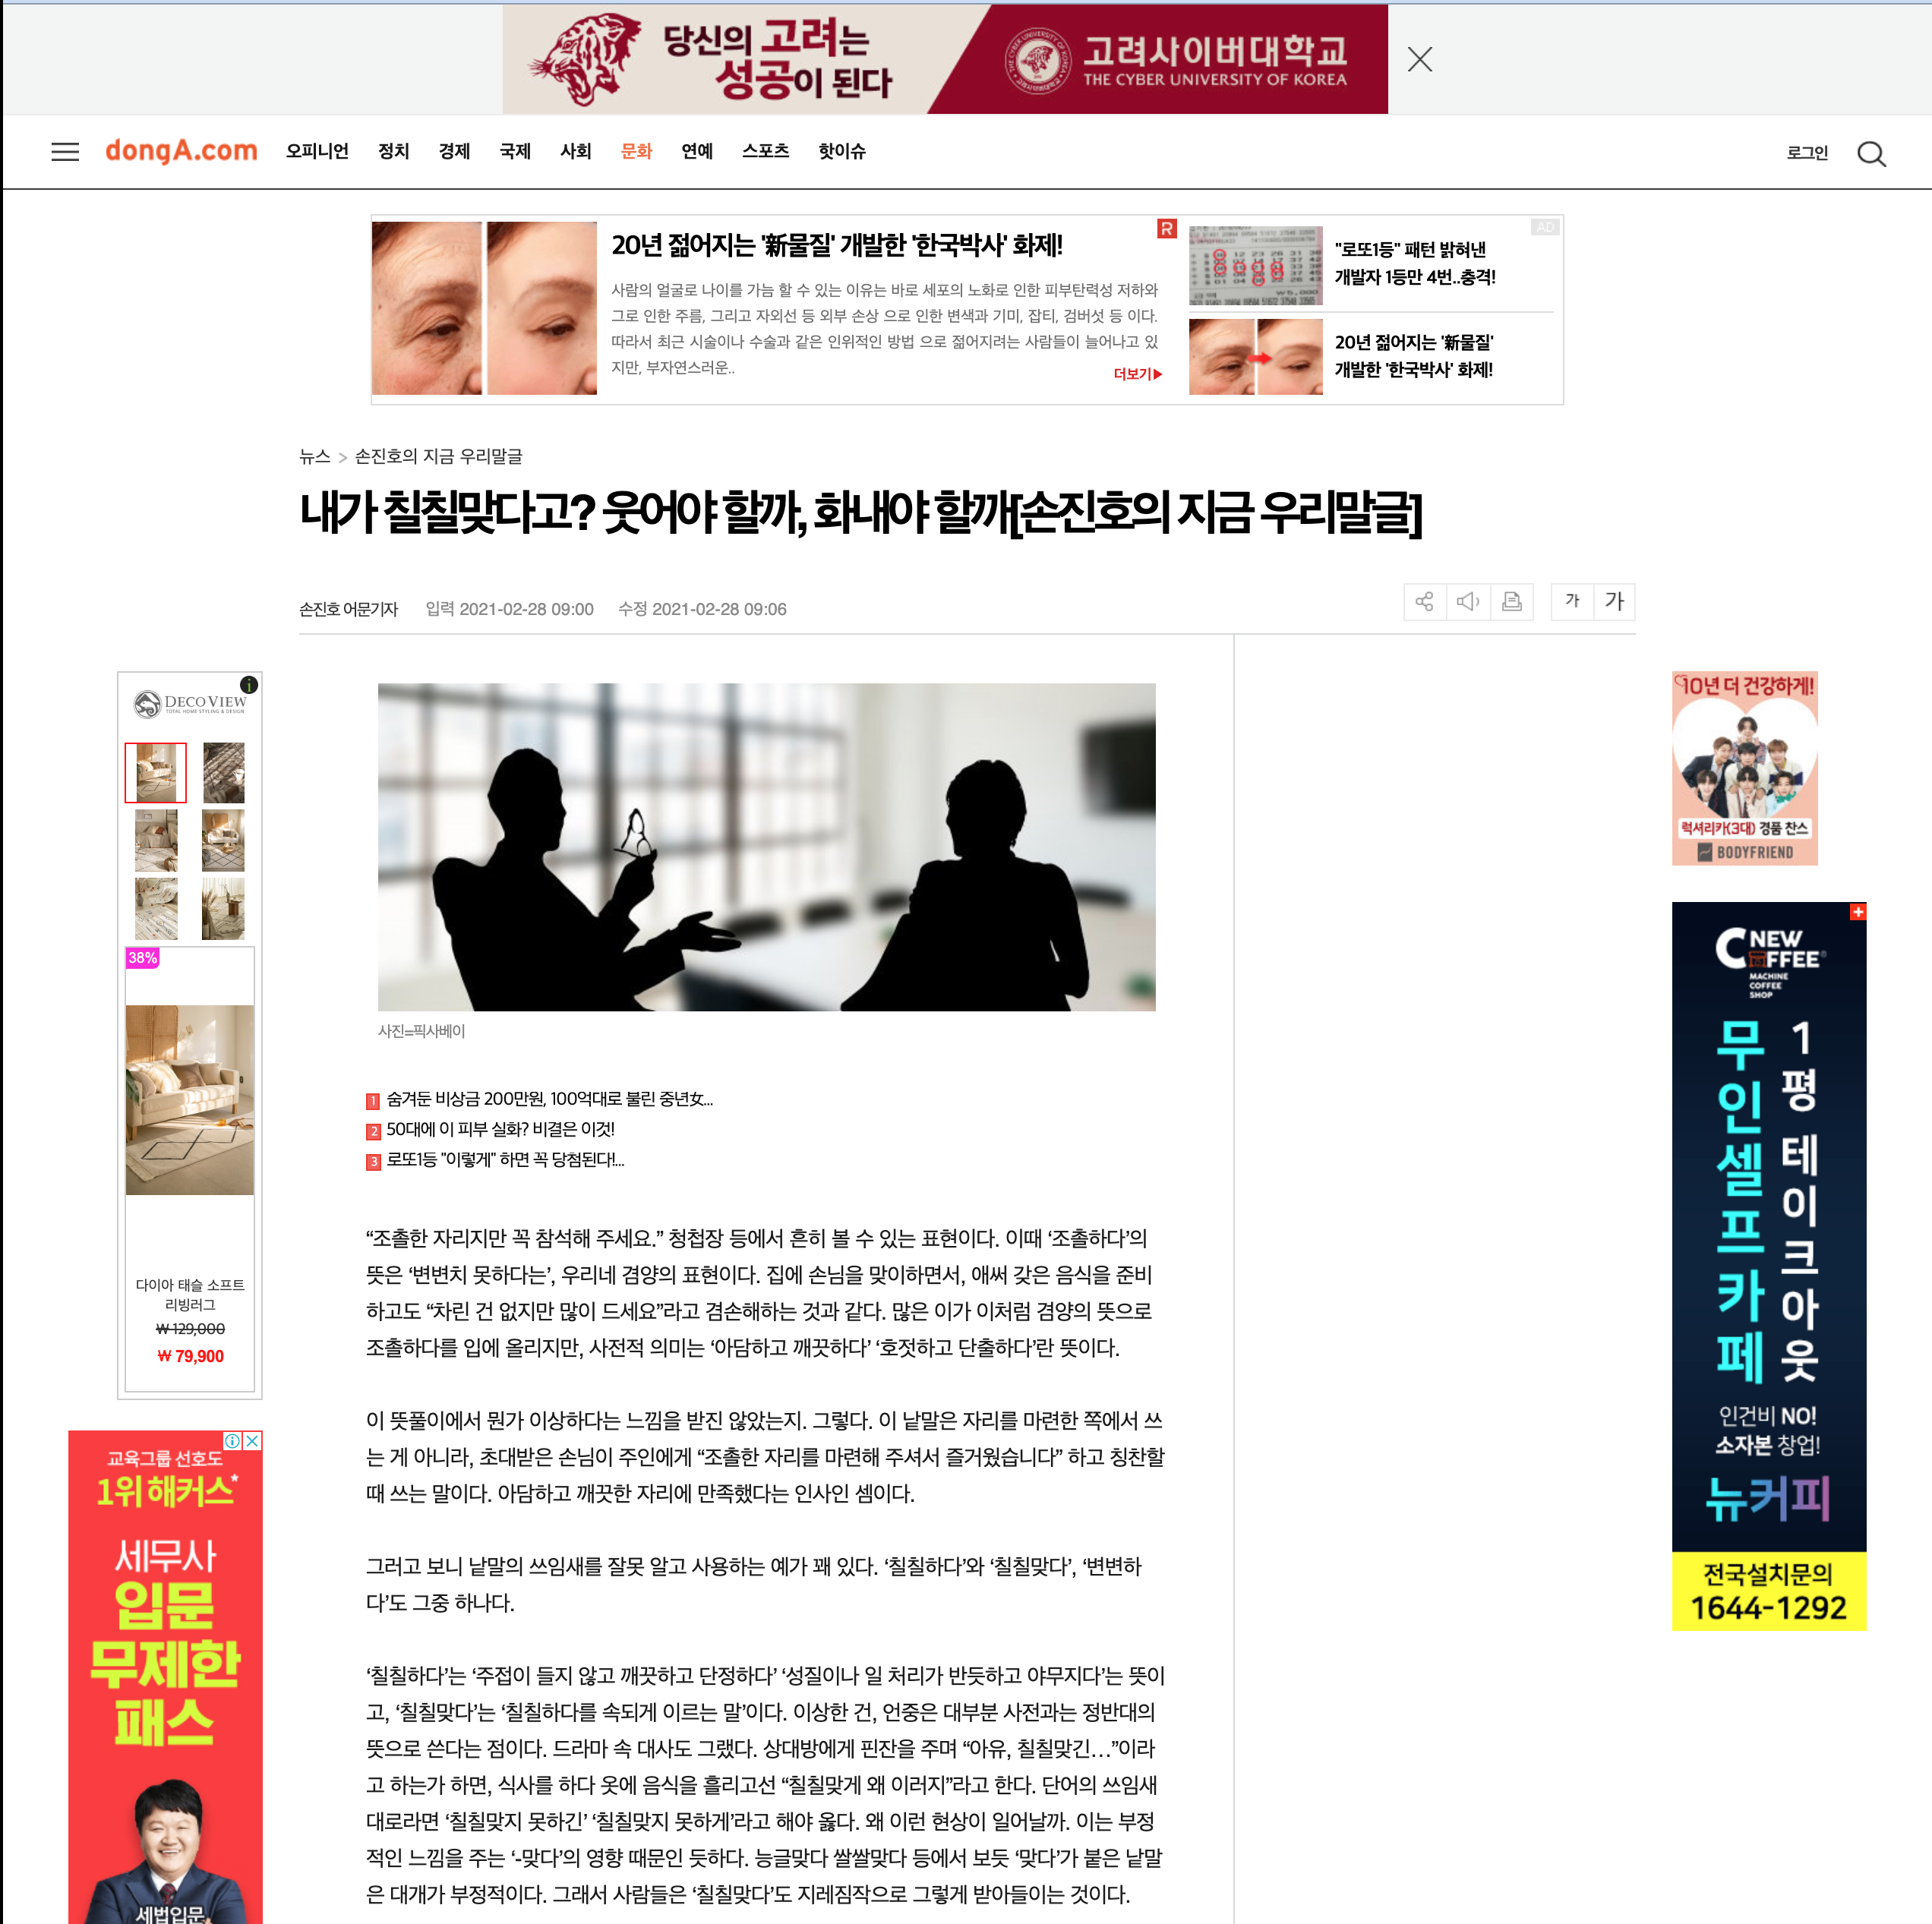 당신의 고려는
성공이 된다
고려사이버대학교
THE CYBER UNIVERSITY OF KOREA
dongA.com 오피니언 정치 경제 국제 사회 문화 연예 스포츠 핫이슈 로그인
20년 젊어지는 '新물질' 개발한 '한국박사' 화제!
사람의 얼굴로 나이를 가늠 할 수 있는 이유는 바로 세포의 노화로 인한 피부탄력성 저하와
그로 인한 주름, 그리고 자외선 등 외부 손상 으로 인한 변색과 기미, 잡티, 검버섯 등 이다.
따라서 최근 시술이나 수술과 같은 인위적인 방법 으로 젊어지려는 사람들이 늘어나고 있
지만, 부자연스러운..
더보기▶
R
AD
"로또1등" 패턴 밝혀낸
개발자 1등만 4번..충격!
20년 젊어지는 '新물질'
개발한 '한국박사' 화제!
뉴스 > 손진호의 지금 우리말글
내가 칠칠맞다고? 웃어야 할까, 화내야 할까[손진호의 지금 우리말글]
손진호 어문기자 입력 2021-02-28 09:00 수정 2021-02-28 09:06
가 가
사진=픽사베이
1 숨겨둔 비상금 200만원, 100억대로 불린 중년女...
2 50대에 이 피부 실화? 비결은 이것!
3 로또1등 "이렇게" 하면 꼭 당첨된다!...
“조촐한 자리지만 꼭 참석해 주세요.” 청첩장 등에서 흔히 볼 수 있는 표현이다. 이때 ‘조촐하다’의
뜻은 ‘변변치 못하다는’, 우리네 겸양의 표현이다. 집에 손님을 맞이하면서, 애써 갖은 음식을 준비
하고도 “차린 건 없지만 많이 드세요”라고 겸손해하는 것과 같다. 많은 이가 이처럼 겸양의 뜻으로
조촐하다를 입에 올리지만, 사전적 의미는 ‘아담하고 깨끗하다’ ‘호젓하고 단출하다’란 뜻이다.
이 뜻풀이에서 뭔가 이상하다는 느낌을 받진 않았는지. 그렇다. 이 낱말은 자리를 마련한 쪽에서 쓰
는 게 아니라, 초대받은 손님이 주인에게 “조촐한 자리를 마련해 주셔서 즐거웠습니다” 하고 칭찬할
때 쓰는 말이다. 아담하고 깨끗한 자리에 만족했다는 인사인 셈이다.
그러고 보니 낱말의 쓰임새를 잘못 알고 사용하는 예가 꽤 있다. ‘칠칠하다’와 ‘칠칠맞다’, ‘변변하
다’도 그중 하나다.
‘칠칠하다’는 ‘주접이 들지 않고 깨끗하고 단정하다’ ‘성질이나 일 처리가 반듯하고 야무지다’는 뜻이
고, ‘칠칠맞다’는 ‘칠칠하다를 속되게 이르는 말’이다. 이상한 건, 언중은 대부분 사전과는 정반대의
뜻으로 쓴다는 점이다. 드라마 속 대사도 그랬다. 상대방에게 핀잔을 주며 “아유, 칠칠맞긴…”이라
고 하는가 하면, 식사를 하다 옷에 음식을 흘리고선 “칠칠맞게 왜 이러지”라고 한다. 단어의 쓰임새
대로라면 ‘칠칠맞지 못하긴’ ‘칠칠맞지 못하게’라고 해야 옳다. 왜 이런 현상이 일어날까. 이는 부정
적인 느낌을 주는 ‘-맞다’의 영향 때문인 듯하다. 능글맞다 쌀쌀맞다 등에서 보듯 ‘맞다’가 붙은 낱말
은 대개가 부정적이다. 그래서 사람들은 ‘칠칠맞다’도 지레짐작으로 그렇게 받아들이는 것이다.
DECO VIEW
TOTAL HOME STYLING & DESIGN
38%
다이아 태슬 소프트
리빙러그
₩ 129,000
₩ 79,900
교육그룹 선호도
1위 해커스*
세무사
입문
무제한
패스
세법입문
10년 더 건강하게!
럭셔리카(3대) 경품 찬스
BODYFRIEND
NEW
COFFEE
MACHINE
COFFEE
SHOP
1평 테이크아웃
무인셀프카페
인건비 NO!
소자본 창업!
뉴커피
전국설치문의
1644-1292